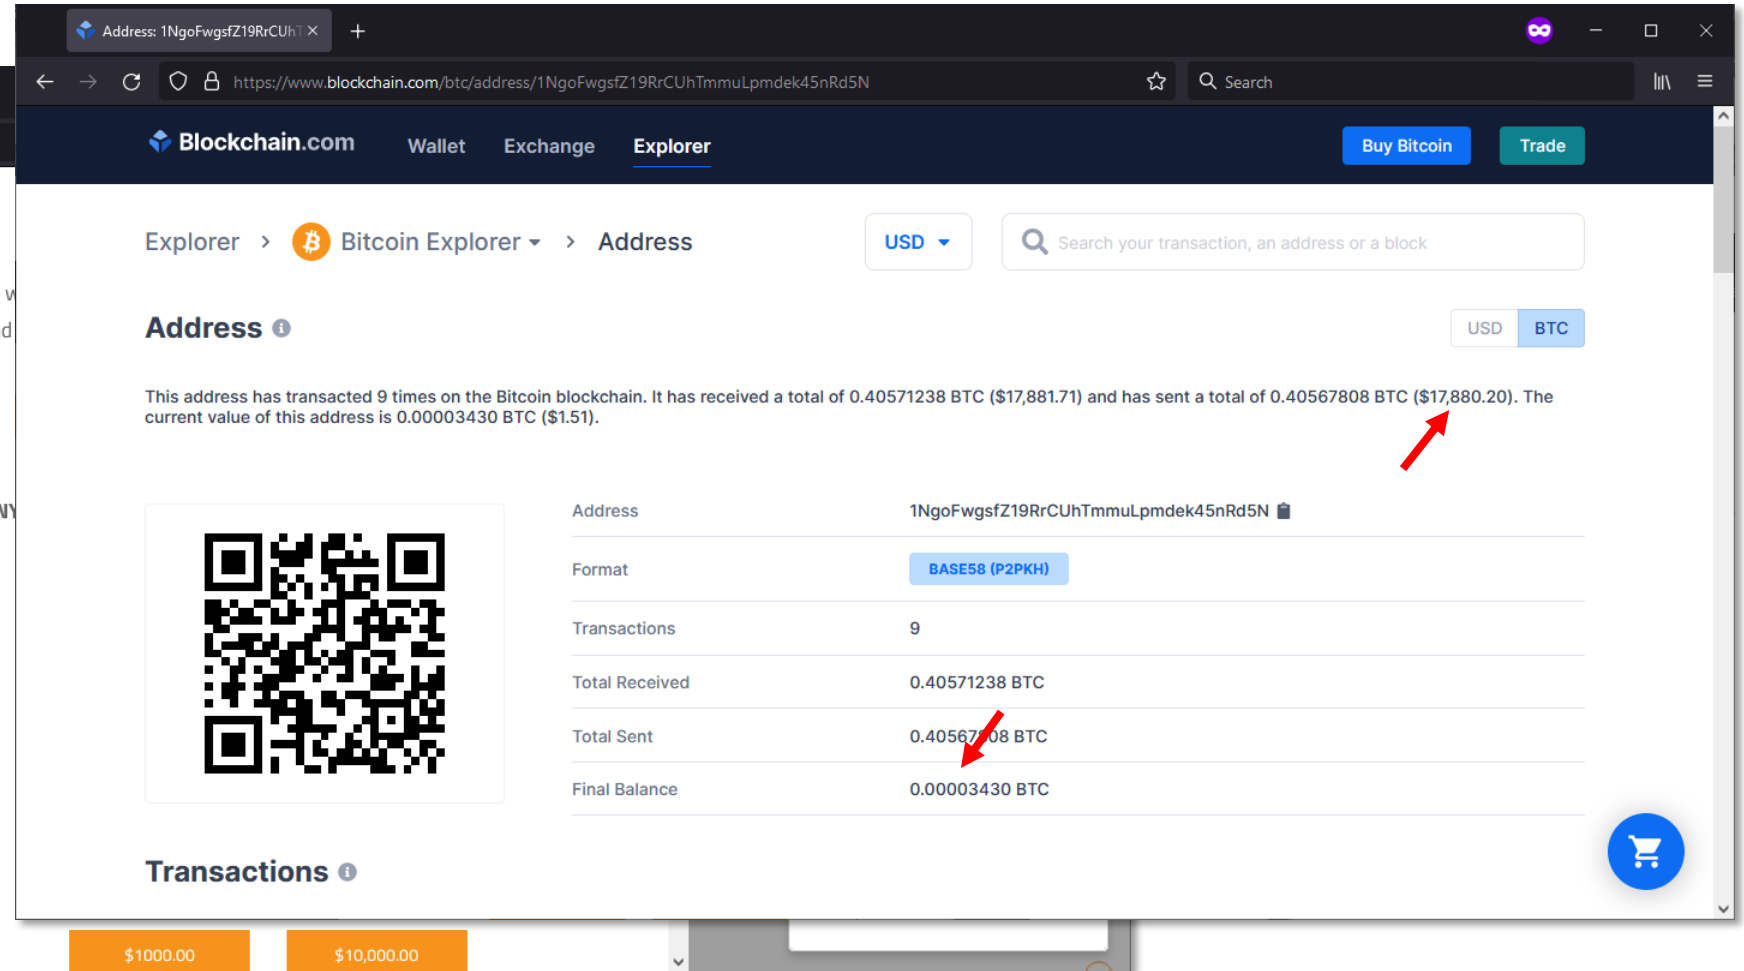 Address: 1NgoFwgsfZ19RrCUhT
https://www.blockchain.com/btc/address/1NgoFwgsfZ19RrCUhTmmuLpmdek45nRd5N
Search
Blockchain.com Wallet Exchange Explorer Buy Bitcoin Trade
Explorer > Bitcoin Explorer > Address
USD
Search your transaction, an address or a block
Address
USD BTC
This address has transacted 9 times on the Bitcoin blockchain. It has received a total of 0.40571238 BTC ($17,881.71) and has sent a total of 0.40567808 BTC ($17,880.20). The
current value of this address is 0.00003430 BTC ($1.51).
Address 1NgoFwgsfZ19RrCUhTmmuLpmdek45nRd5N
Format BASE58 (P2PKH)
Transactions 9
Total Received 0.40571238 BTC
Total Sent 0.40567808 BTC
Final Balance 0.00003430 BTC
Transactions
$1000.00 $10,000.00